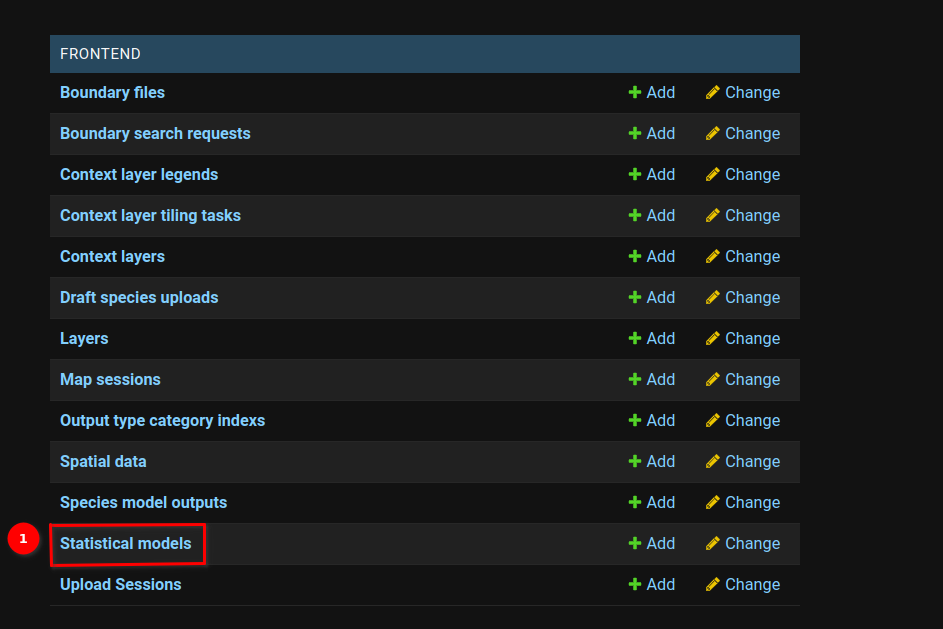 FRONTEND
Boundary files Add Change
Boundary search requests Add Change
Context layer legends Add Change
Context layer tiling tasks Add Change
Context layers Add Change
Draft species uploads Add Change
Layers Add Change
Map sessions Add Change
Output type category indexs Add Change
Spatial data Add Change
Species model outputs Add Change
1 Statistical models Add Change
Upload Sessions Add Change